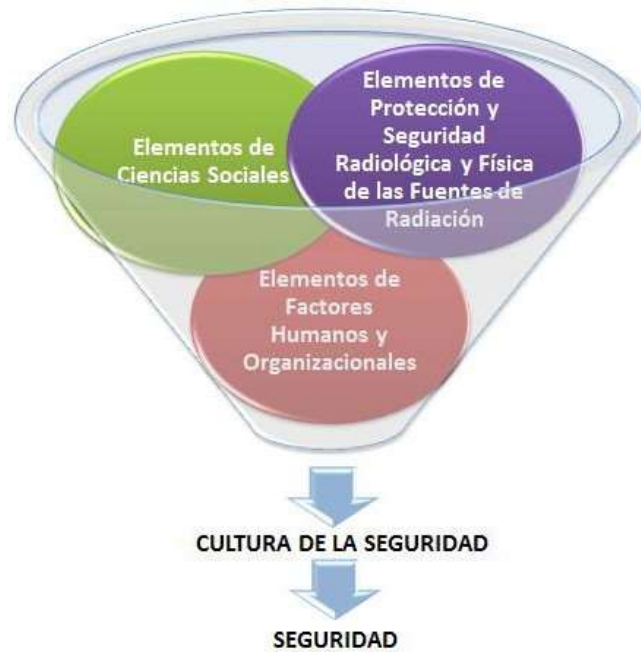 Elementos de
Ciencias Sociales
Elementos de
Protección y
Seguridad
Radiológica y Física
de las Fuentes de
Radiación
Elementos de
Factores
Humanos y
Organizacionales
CULTURA DE LA SEGURIDAD
SEGURIDAD